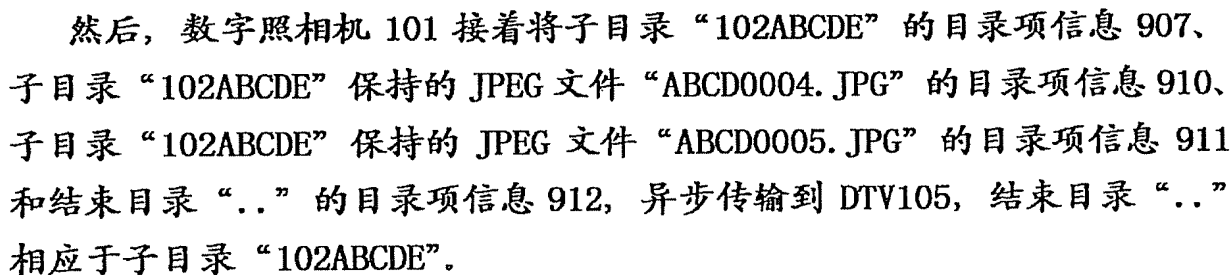 然后，数字照相机 101 接着将子目录“102ABCDE”的目录项信息 907、
子目录“102ABCDE”保持的 JPEG 文件“ABCD0004.JPG”的目录项信息 910、
子目录“102ABCDE”保持的 JPEG 文件“ABCD0005.JPG”的目录项信息 911
和结束目录“..”的目录项信息 912，异步传输到 DTV105，结束目录“..”
相应于子目录“102ABCDE”。